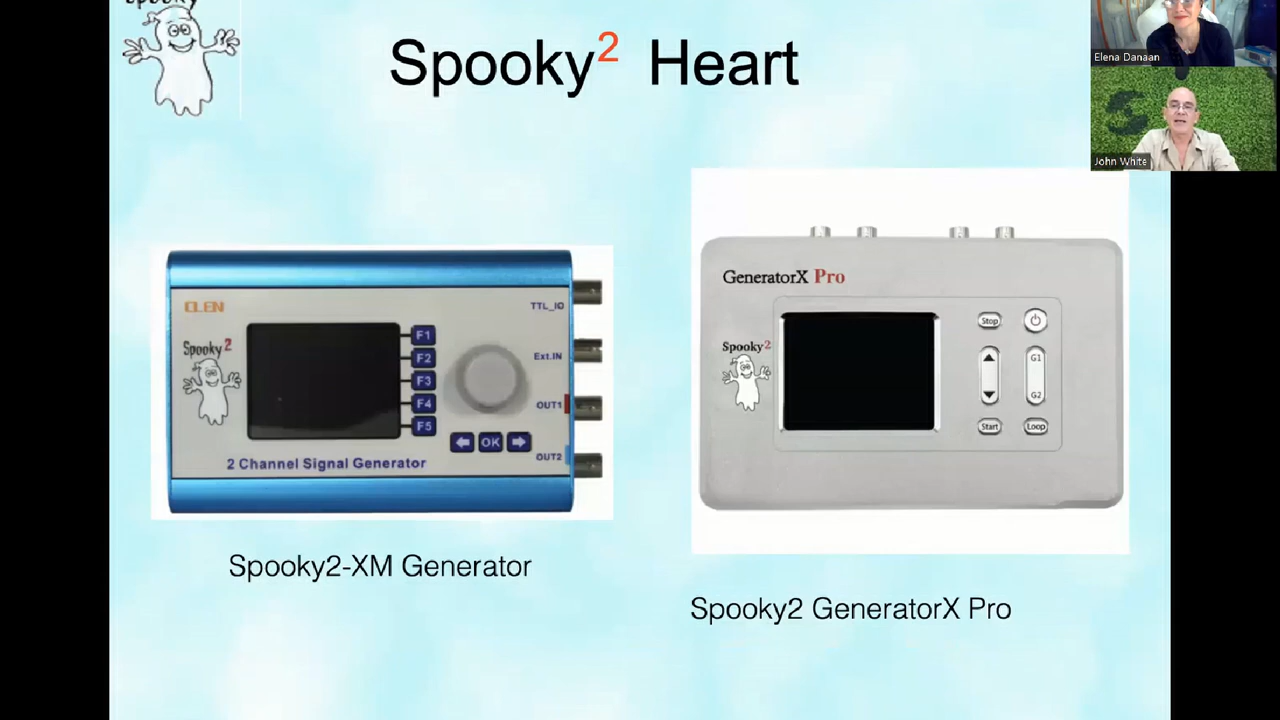 Spooky
Spooky2 Heart
Elena Danaan
John White
OLEN
TTL_IO
Spooky2
F1
F2
Ext.IN
F3
F4
OUT1
F5
OK
OUT2
2 Channel Signal Generator
Spooky2-XM Generator
GeneratorX Pro
Spooky2
Stop
G1
G2
Start
Loop
Spooky2 GeneratorX Pro